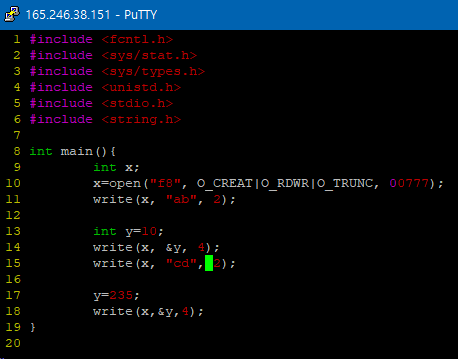 165.246.38.151 - PuTTY
1 #include <fcntl.h>
2 #include <sys/stat.h>
3 #include <sys/types.h>
4 #include <unistd.h>
5 #include <stdio.h>
6 #include <string.h>
7
8 int main(){
9         int x;
10         x=open("f8", O_CREAT|O_RDWR|O_TRUNC, 00777);
11         write(x, "ab", 2);
12
13         int y=10;
14         write(x, &y, 4);
15         write(x, "cd", 2);
16
17         y=235;
18         write(x,&y,4);
19 }
20